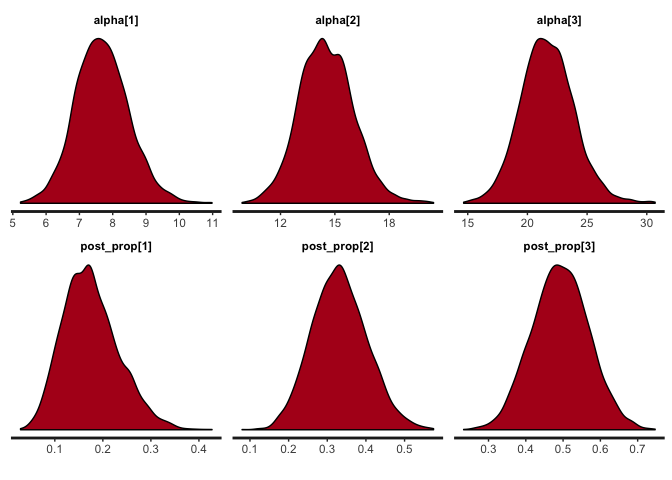 alpha[1] alpha[2] alpha[3]
5 6 7 8 9 10 11 12 15 18 15 20 25 30
post_prop[1] post_prop[2] post_prop[3]
0.1 0.2 0.3 0.4 0.1 0.2 0.3 0.4 0.5 0.3 0.4 0.5 0.6 0.7